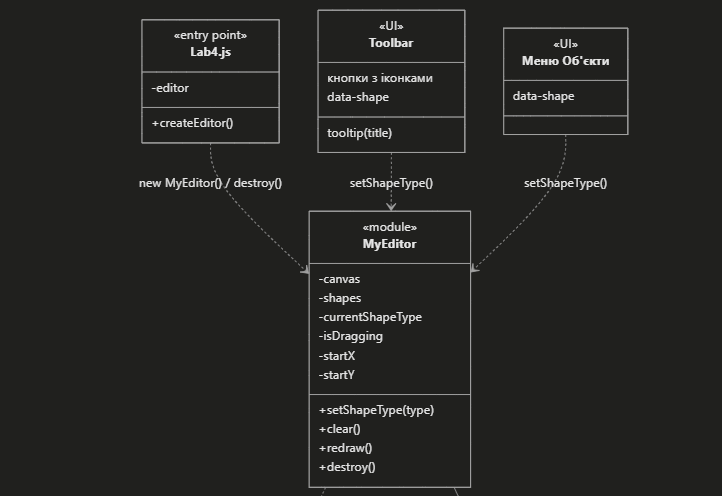 «entry point»
Lab4.js
-editor
+createEditor()
«UI»
Toolbar
кнопки з іконками
data-shape
tooltip(title)
«UI»
Меню Об'єкти
data-shape
new MyEditor() / destroy()
setShapeType()
setShapeType()
«module»
MyEditor
-canvas
-shapes
-currentShapeType
-isDragging
-startX
-startY
+setShapeType(type)
+clear()
+redraw()
+destroy()